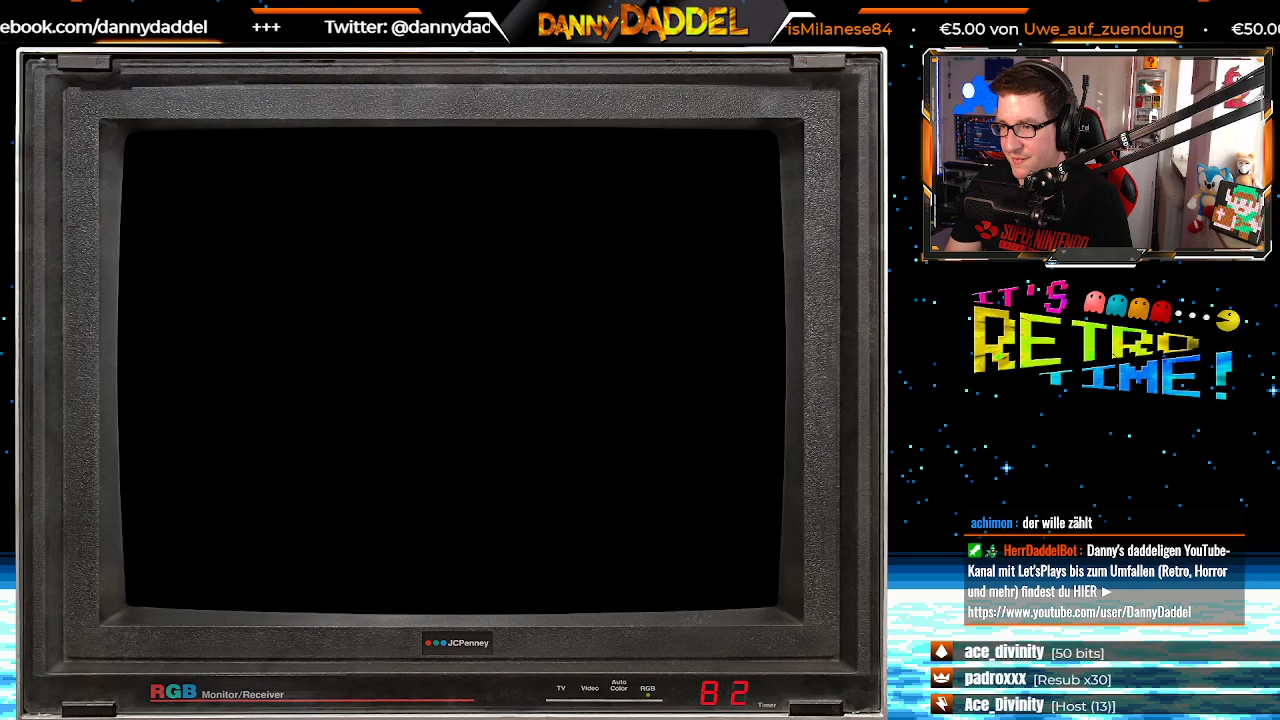 ebook.com/dannydaddel +++ Twitter: @dannydad
DANNY DADDEL
isMilanese84 · €5.00 von Uwe_auf_zuendung · €50.0
SUPER NINTENDO
IT'S
RETRO
TIME!
achimon : der wille zählt
HerrDaddelBot : Danny's daddeligen YouTube-
Kanal mit Let'sPlays bis zum Umfallen (Retro, Horror
und mehr) findest du HIER ►
https://www.youtube.com/user/DannyDaddel
ace_divinity [50 bits]
padroxxx [Resub x30]
Ace_Divinity [Host (13)]
JCPenney
RGB Monitor/Receiver
TV Video Auto Color RGB
82 Timer